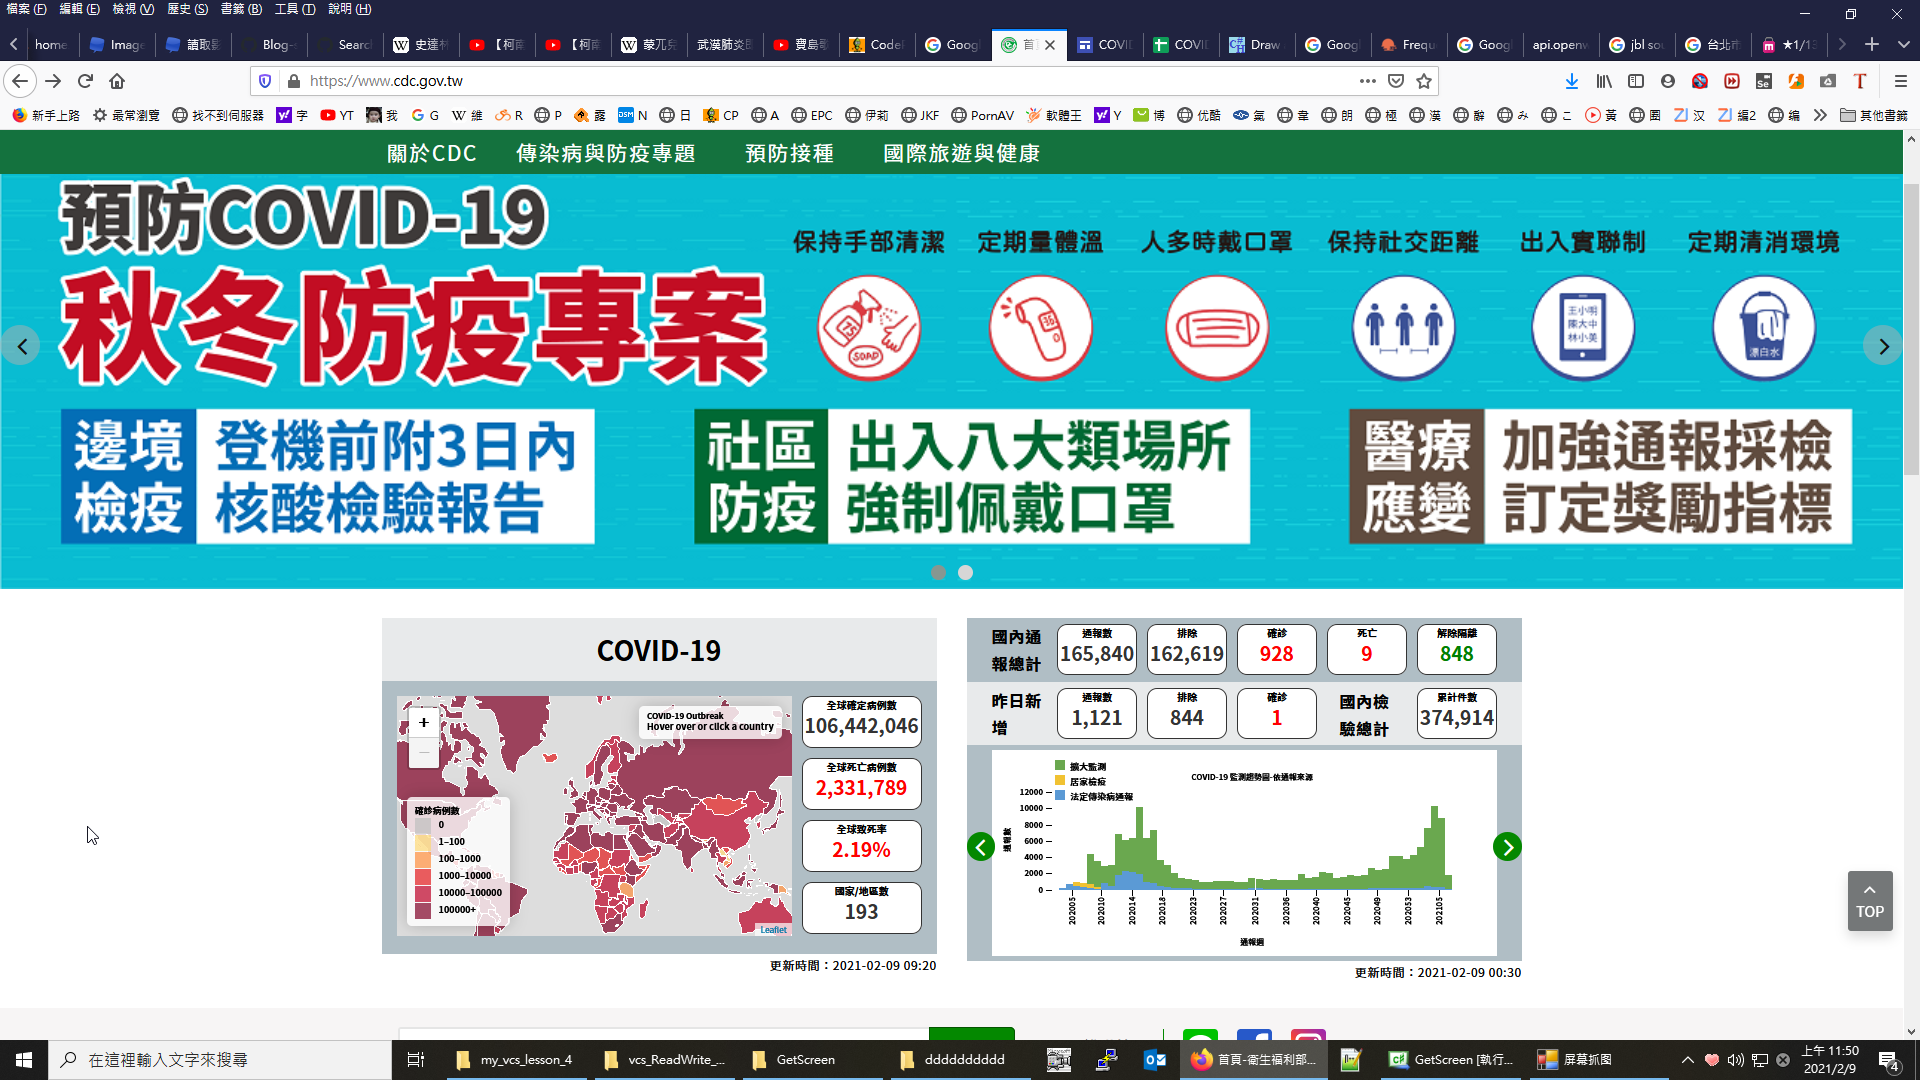 檔案 (F) 編輯 (E) 檢視 (V) 歷史 (S) 書籤 (B) 工具 (T) 說明 (H)
home Image 讀取 Blog- Searc 史達林 【柯南 【柯南 蒙兀兒 武漢肺炎 寶島 CodeP Goog 首頁 COVID COVID Draw Goog Frequ Goog api.openw jbl so 台北市 ★1/13
https://www.cdc.gov.tw
新手上路 最常瀏覽 找不到伺服器 字 YT 我 G 維 R P 露 N 日 CP A EPC 伊莉 JKF PornAV 軟體王 Y 博 优酷 氣 韋 朗 極 漢 辭 み こ 黃 圕 汉 編2 编 其他書籤
關於CDC 傳染病與防疫專題 預防接種 國際旅遊與健康
預防COVID-19
秋冬防疫專案
保持手部清潔 定期量體溫 人多時戴口罩 保持社交距離 出入實聯制 定期清消環境
75
SOAP
36
王小明
陳大中
林小美
漂白水
邊境檢疫
登機前附3日內
核酸檢驗報告
社區防疫
出入八大類場所
強制佩戴口罩
醫療應變
加強通報採檢
訂定獎勵指標
COVID-19
+
−
COVID-19 Outbreak
Hover over or click a country
確診病例數
0
1–100
100–1000
1000–10000
10000–100000
100000+
Leaflet
全球確定病例數
106,442,046
全球死亡病例數
2,331,789
全球致死率
2.19%
國家/地區數
193
更新時間：2021-02-09 09:20
國內通報總計
通報數
165,840
排除
162,619
確診
928
死亡
9
解除隔離
848
昨日新增
通報數
1,121
排除
844
確診
1
國內檢驗總計
累計件數
374,914
COVID-19 監測趨勢圖-依通報來源
擴大監測
居家檢疫
法定傳染病通報
通報數
12000
10000
8000
6000
4000
2000
0
202005 202010 202014 202018 202023 202027 202031 202036 202040 202045 202049 202053 202105
通報週
更新時間：2021-02-09 00:30
TOP
在這裡輸入文字來搜尋
my_vcs_lesson_4 vcs_ReadWrite_... GetScreen dddddddddd 首頁-衛生福利部... GetScreen [執行... 屏幕抓图
上午 11:50
2021/2/9
4